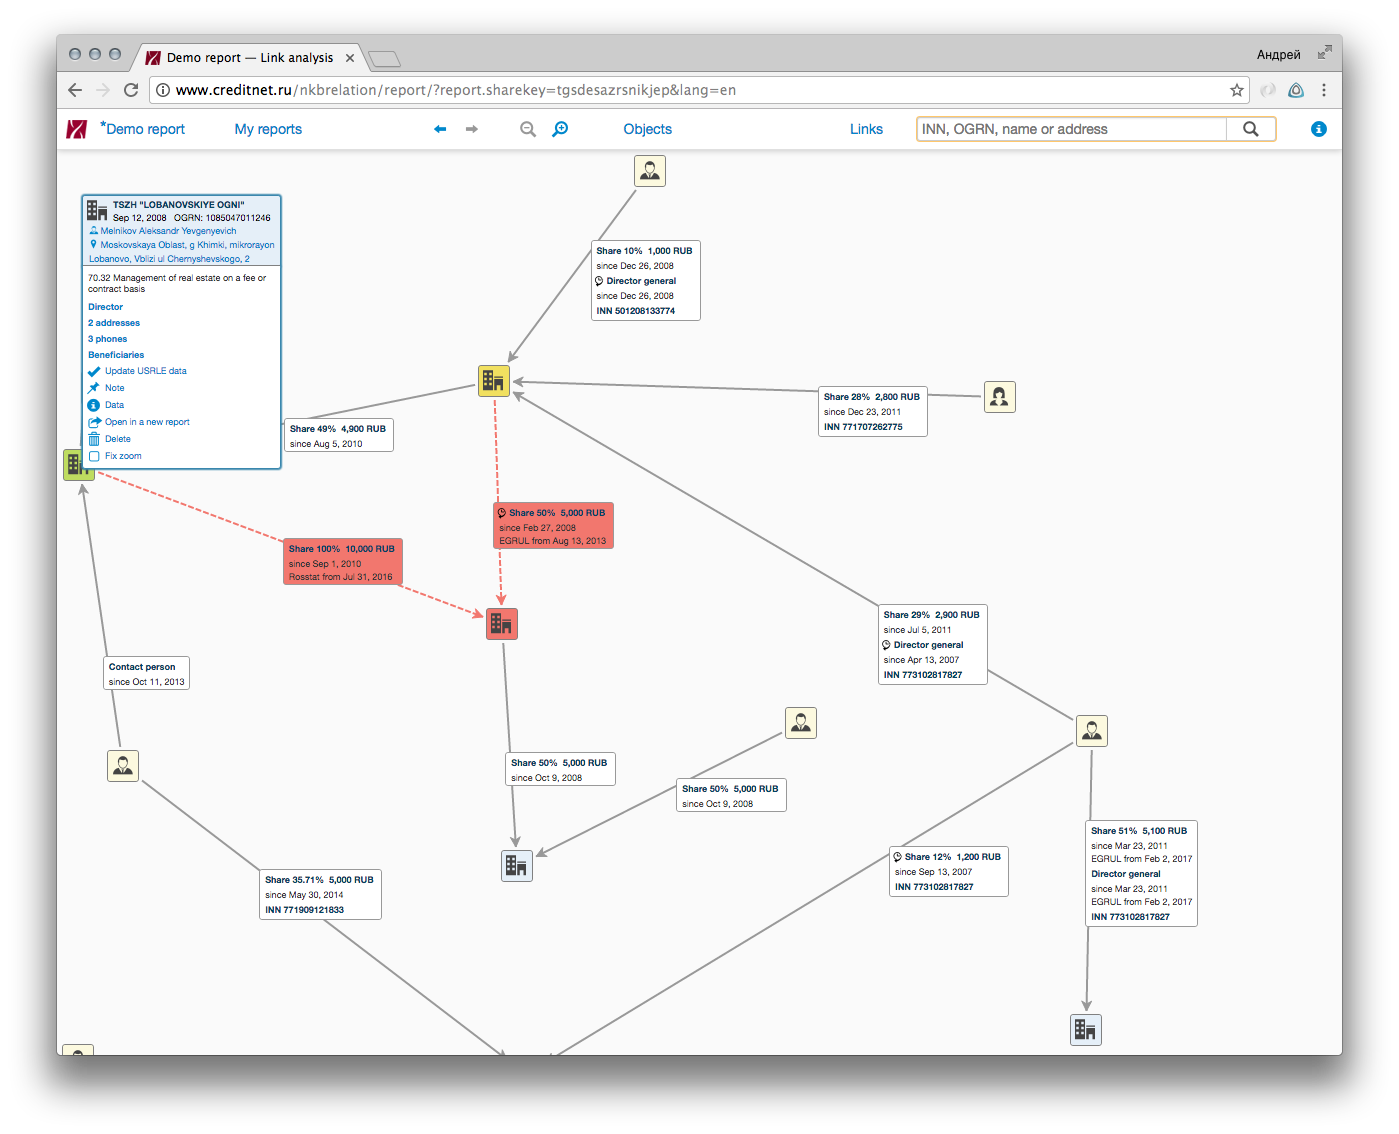 Demo report — Link analysis
Андрей
www.creditnet.ru/nkbrelation/report/?report.sharekey=tgsdesazrsnikjep&lang=en
*Demo report
My reports
Objects
Links
INN, OGRN, name or address
TSZH "LOBANOVSKIYE OGNI"
Sep 12, 2008 OGRN: 1085047011246
Melnikov Aleksandr Yevgenyevich
Moskovskaya Oblast, g Khimki, mikrorayon
Lobanovo, Vblizi ul Chernyshevskogo, 2
70.32 Management of real estate on a fee or
contract basis
Director
2 addresses
3 phones
Beneficiaries
Update USRLE data
Note
Data
Open in a new report
Delete
Fix zoom
Share 10% 1,000 RUB
since Dec 26, 2008
Director general
since Dec 26, 2008
INN 501208133774
Share 28% 2,800 RUB
since Dec 23, 2011
INN 771707262775
Share 49% 4,900 RUB
since Aug 5, 2010
Share 50% 5,000 RUB
since Feb 27, 2008
EGRUL from Aug 13, 2013
Share 100% 10,000 RUB
since Sep 1, 2010
Rosstat from Jul 31, 2016
Share 29% 2,900 RUB
since Jul 5, 2011
Director general
since Apr 13, 2007
INN 773102817827
Contact person
since Oct 11, 2013
Share 50% 5,000 RUB
since Oct 9, 2008
Share 50% 5,000 RUB
since Oct 9, 2008
Share 51% 5,100 RUB
since Mar 23, 2011
EGRUL from Feb 2, 2017
Director general
since Mar 23, 2011
EGRUL from Feb 2, 2017
INN 773102817827
Share 12% 1,200 RUB
since Sep 13, 2007
INN 773102817827
Share 35.71% 5,000 RUB
since May 30, 2014
INN 771909121833